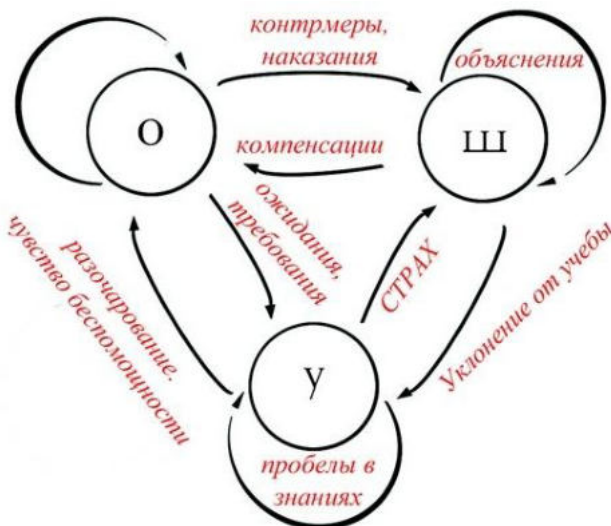 контрмеры,
наказания
объяснения
О
Ш
компенсации
ожидания,
требования
СТРАХ
Уклонение от учебы
разочарование.
чувство беспомощности
У
пробелы в
знаниях